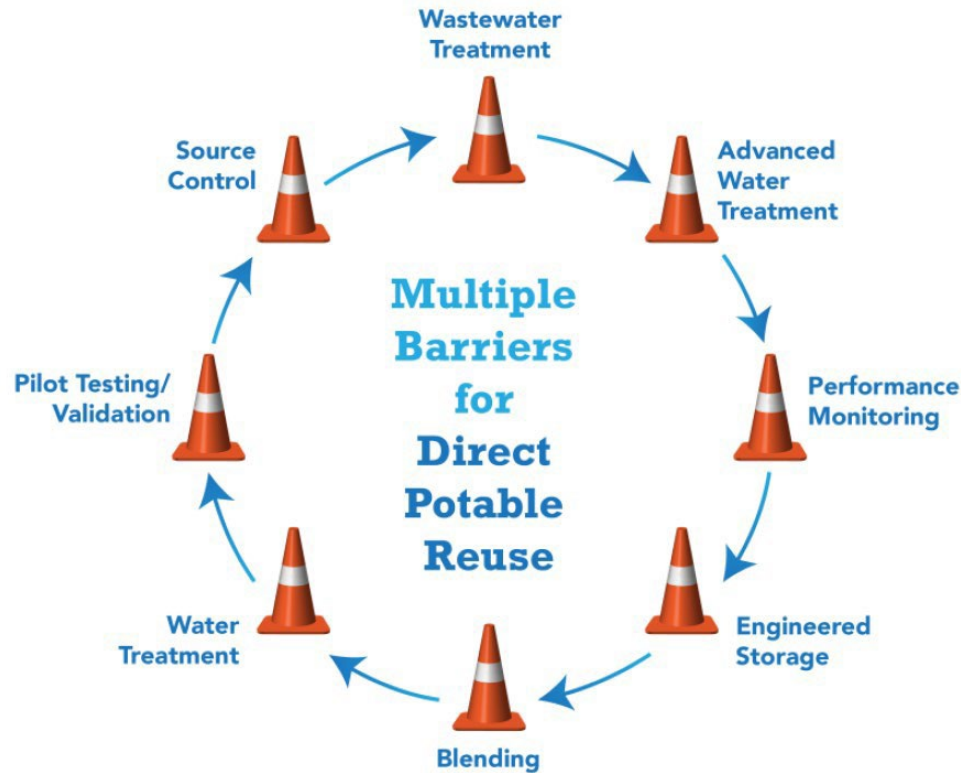 Wastewater
Treatment
Advanced
Water
Treatment
Performance
Monitoring
Engineered
Storage
Blending
Water
Treatment
Pilot Testing/
Validation
Source
Control
Multiple
Barriers
for
Direct
Potable
Reuse